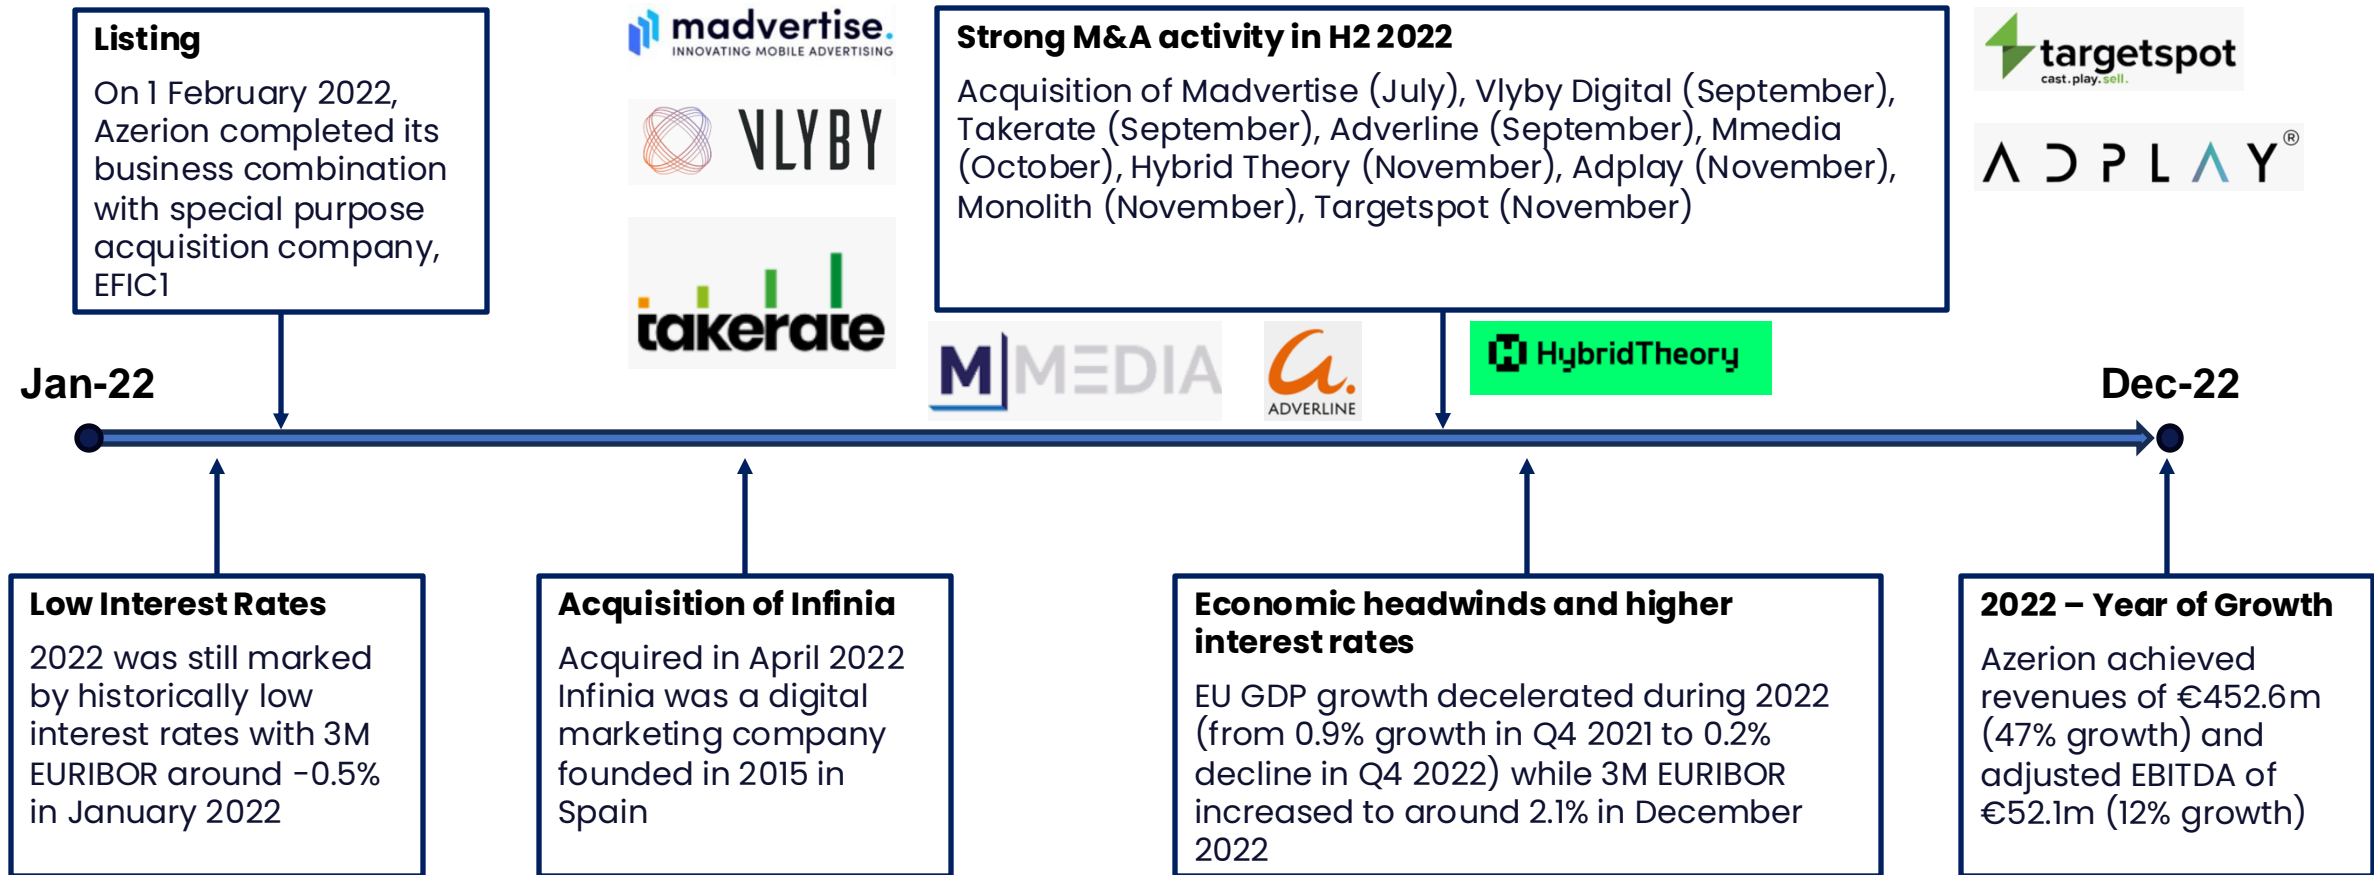 Listing
On 1 February 2022,
Azerion completed its
business combination
with special purpose
acquisition company,
EFIC1
madvertise.
INNOVATING MOBILE ADVERTISING
VLYBY
takerate
Strong M&A activity in H2 2022
Acquisition of Madvertise (July), Vlyby Digital (September),
Takerate (September), Adverline (September), Mmedia
(October), Hybrid Theory (November), Adplay (November),
Monolith (November), Targetspot (November)
targetspot
cast.play.sell.
ADPLAY®
M MEDIA
a.
ADVERLINE
HybridTheory
Jan-22
Dec-22
Low Interest Rates
2022 was still marked
by historically low
interest rates with 3M
EURIBOR around -0.5%
in January 2022
Acquisition of Infinia
Acquired in April 2022
Infinia was a digital
marketing company
founded in 2015 in
Spain
Economic headwinds and higher
interest rates
EU GDP growth decelerated during 2022
(from 0.9% growth in Q4 2021 to 0.2%
decline in Q4 2022) while 3M EURIBOR
increased to around 2.1% in December
2022
2022 – Year of Growth
Azerion achieved
revenues of €452.6m
(47% growth) and
adjusted EBITDA of
€52.1m (12% growth)